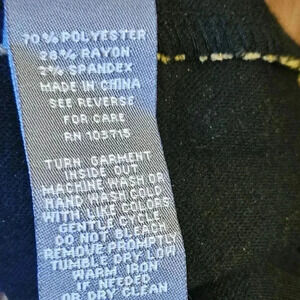 70% POLYESTER
28% RAYON
2% SPANDEX
MADE IN CHINA
SEE REVERSE
FOR CARE
RN 103715
TURN GARMENT
INSIDE OUT
MACHINE WASH OR
HAND WASH COLD
WITH LIKE COLORS
GENTLE CYCLE
DO NOT BLEACH
REMOVE PROMPTLY
TUMBLE DRY LOW
WARM IRON
IF NEEDED
OR DRY CLEAN